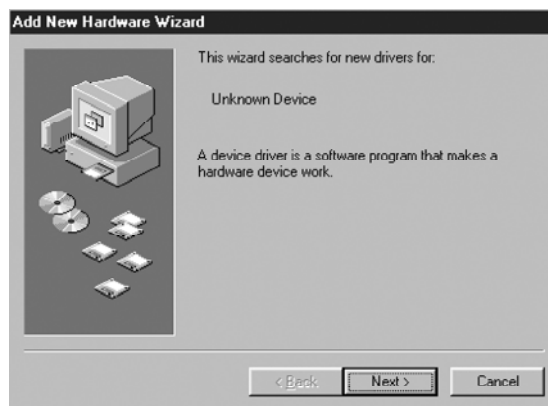 Add New Hardware Wizard
This wizard searches for new drivers for:
Unknown Device
A device driver is a software program that makes a
hardware device work.
< Back
Next >
Cancel